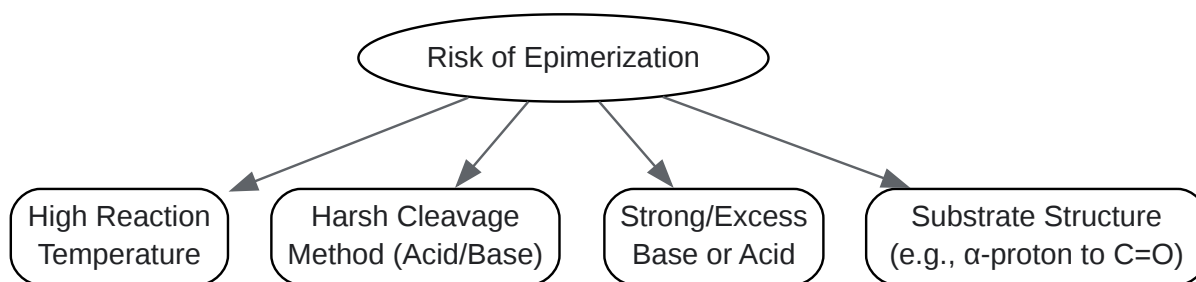 Risk of Epimerization
High Reaction
Temperature
Harsh Cleavage
Method (Acid/Base)
Strong/Excess
Base or Acid
Substrate Structure
(e.g., α-proton to C=O)